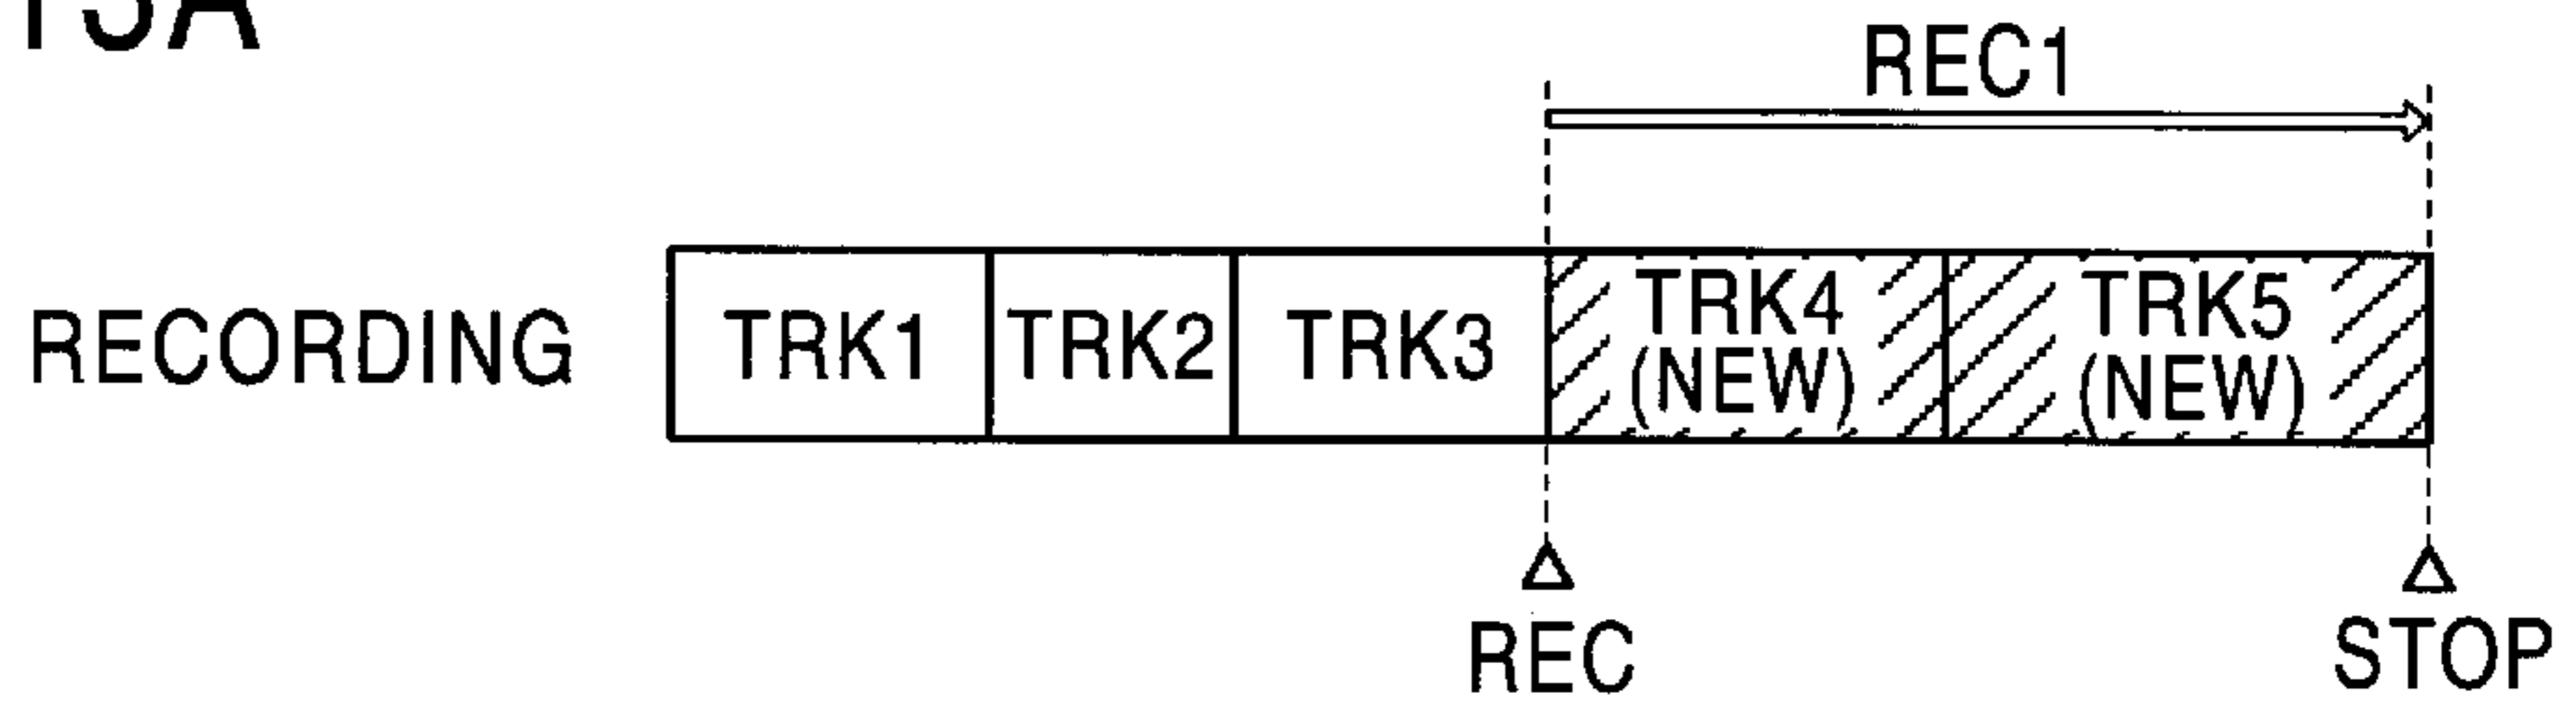 REC1
RECORDING TRK1 TRK2 TRK3 TRK4 (NEW) TRK5 (NEW)
REC STOP